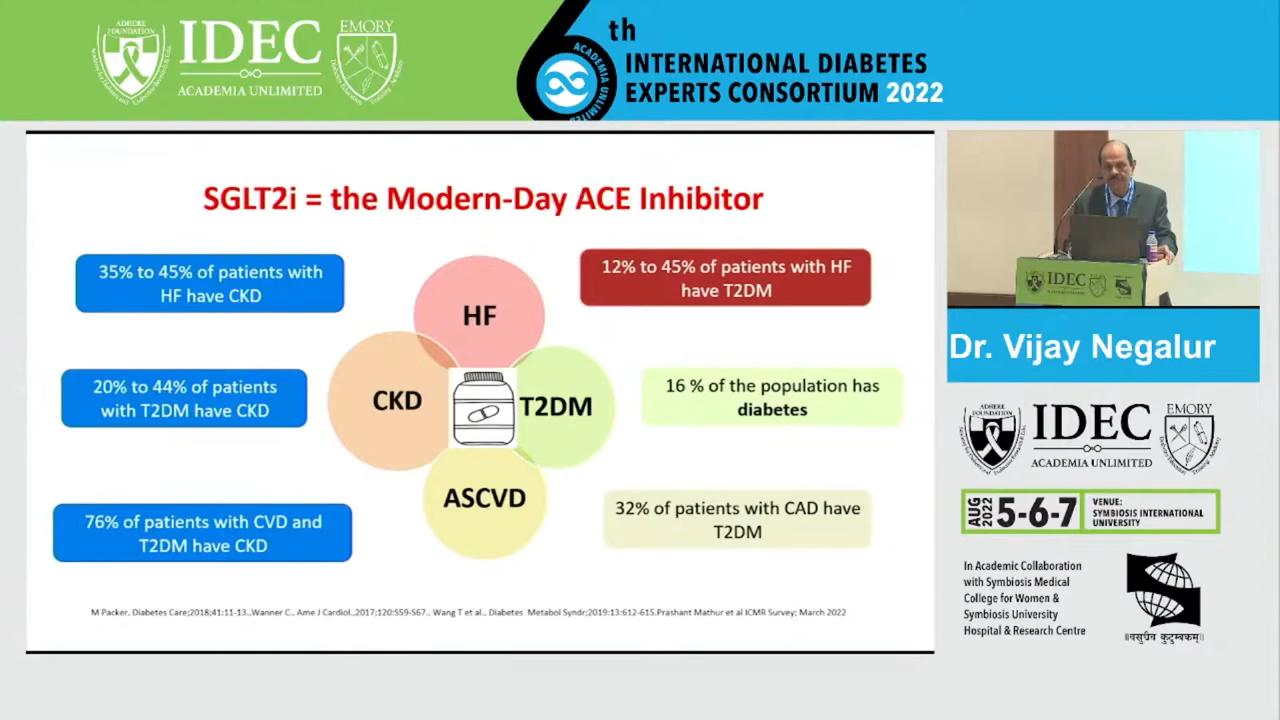 ADHERE
FOUNDATION
IDEC
ACADEMIA UNLIMITED
EMORY
6th
ACADEMIA UNLIMITED
INTERNATIONAL DIABETES
EXPERTS CONSORTIUM 2022
SGLT2i = the Modern-Day ACE Inhibitor
35% to 45% of patients with
HF have CKD
12% to 45% of patients with HF
have T2DM
HF
20% to 44% of patients
with T2DM have CKD
CKD
T2DM
16 % of the population has
diabetes
ASCVD
76% of patients with CVD and
T2DM have CKD
32% of patients with CAD have
T2DM
M Packer. Diabetes Care;2018;41:11-13.,Wanner C., Ame J Cardiol.,2017;120:S59-S67., Wang T et al., Diabetes Metabol Syndr;2019:13:612-615.Prashant Mathur et al ICMR Survey; March 2022
IDEC
Dr. Vijay Negalur
ADHERE
FOUNDATION
IDEC
ACADEMIA UNLIMITED
EMORY
AUG
2022
5-6-7
VENUE:
SYMBIOSIS INTERNATIONAL
UNIVERSITY
In Academic Collaboration
with Symbiosis Medical
College for Women &
Symbiosis University
Hospital & Research Centre
॥वसुधैव कुटुम्बकम्॥